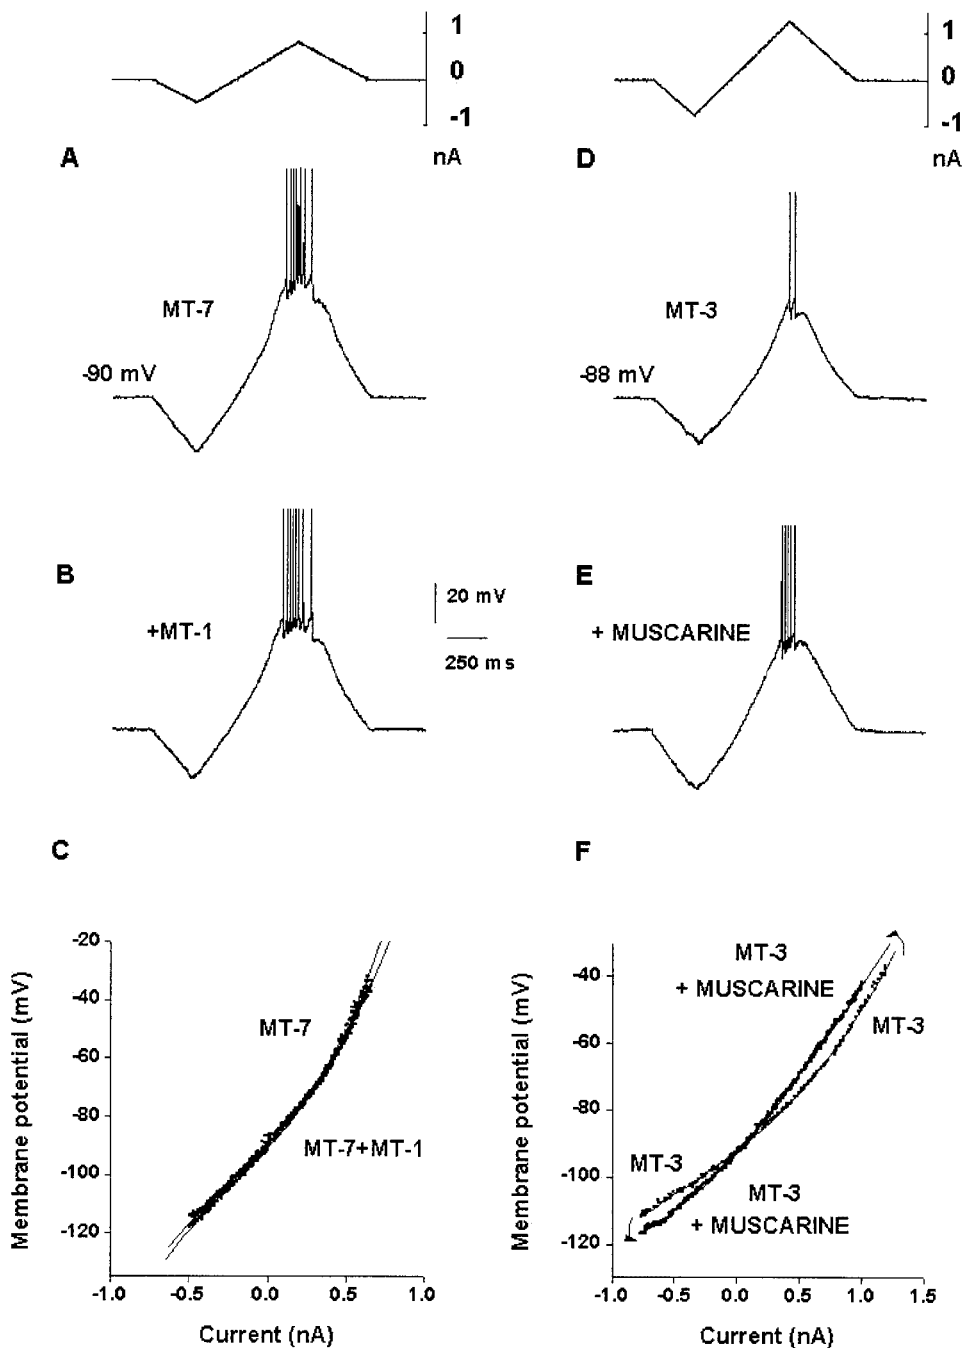 1
0
-1
nA
1
0
-1
nA
A
MT-7
-90 mV
D
MT-3
-88 mV
B
+MT-1
20 mV
250 ms
E
+ MUSCARINE
C
Membrane potential (mV)
-20
-40
-60
-80
-100
-120
MT-7
MT-7+MT-1
-1.0
-0.5
0.0
0.5
1.0
Current (nA)
F
Membrane potential (mV)
-40
-60
-80
-100
-120
MT-3
+ MUSCARINE
MT-3
MT-3
MT-3
+ MUSCARINE
-1.0
-0.5
0.0
0.5
1.0
1.5
Current (nA)